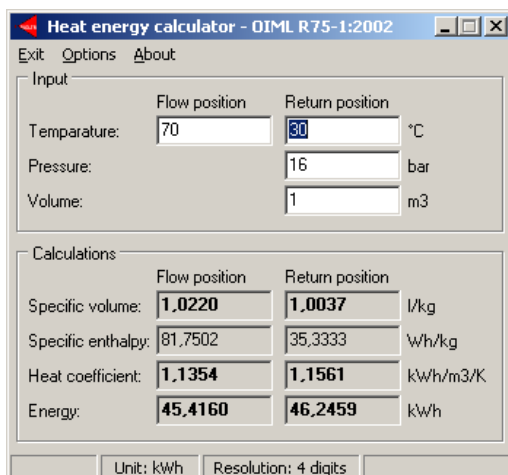 Heat energy calculator - OIML R75-1:2002
Exit Options About
Input
Flow position Return position
Temparature: 70 30 °C
Pressure: 16 bar
Volume: 1 m3
Calculations
Flow position Return position
Specific volume: 1,0220 1,0037 l/kg
Specific enthalpy: 81,7502 35,3333 Wh/kg
Heat coefficient: 1,1354 1,1561 kWh/m3/K
Energy: 45,4160 46,2459 kWh
Unit: kWh Resolution: 4 digits